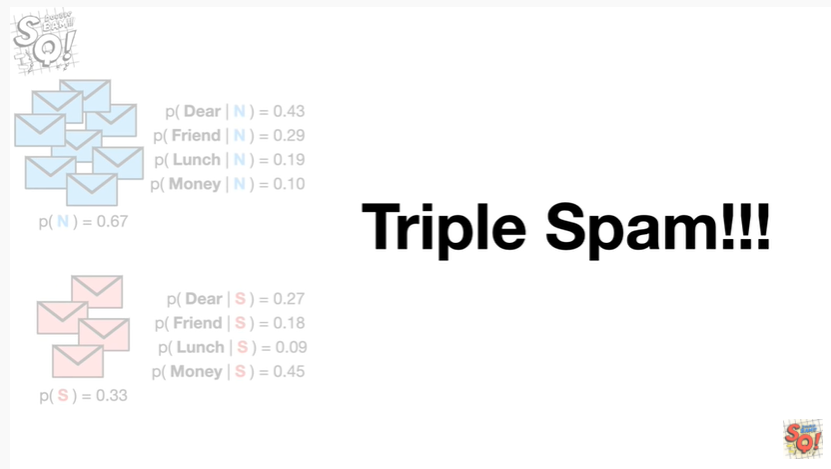 p( Dear | N ) = 0.43
p( Friend | N ) = 0.29
p( Lunch | N ) = 0.19
p( Money | N ) = 0.10
p( N ) = 0.67
Triple Spam!!!
p( Dear | S ) = 0.27
p( Friend | S ) = 0.18
p( Lunch | S ) = 0.09
p( Money | S ) = 0.45
p( S ) = 0.33
SQ!